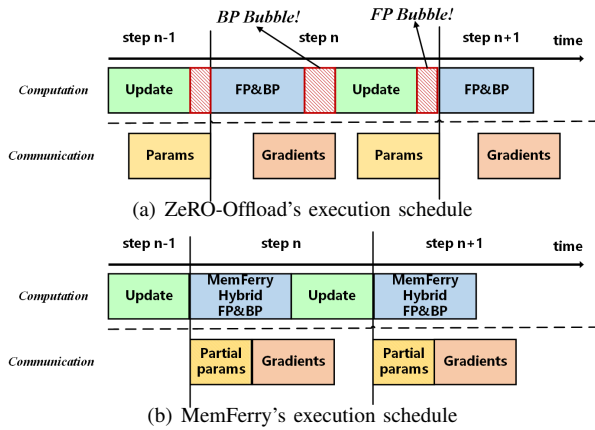 BP Bubble!
FP Bubble!
step n-1
step n
step n+1
time
Computation
Update
FP&BP
Update
FP&BP
Communication
Params
Gradients
Params
Gradients
(a) ZeRO-Offload's execution schedule
step n-1
step n
step n+1
time
Computation
Update
MemFerry
Hybrid
FP&BP
Update
MemFerry
Hybrid
FP&BP
Communication
Partial
params
Gradients
Partial
params
Gradients
(b) MemFerry's execution schedule